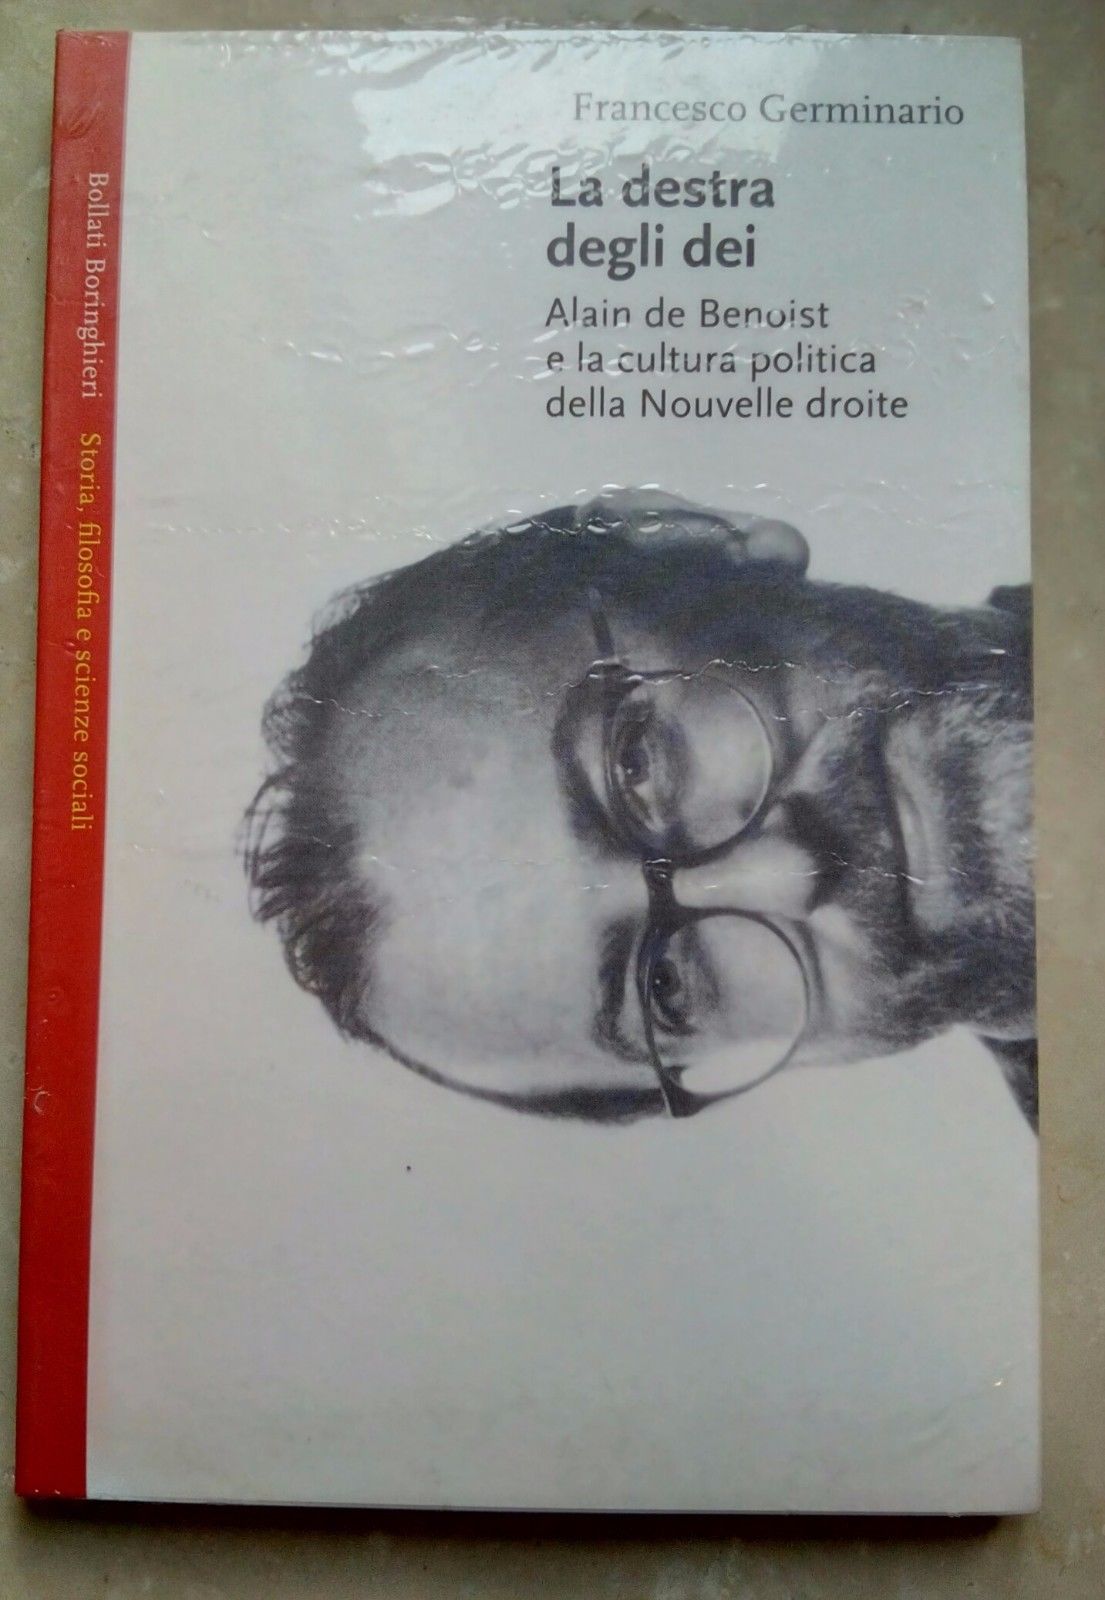 Francesco Germinario
La destra
degli dei
Alain de Benoist
e la cultura politica
della Nouvelle droite
Bollati Boringhieri Storia, filosofia e scienze sociali